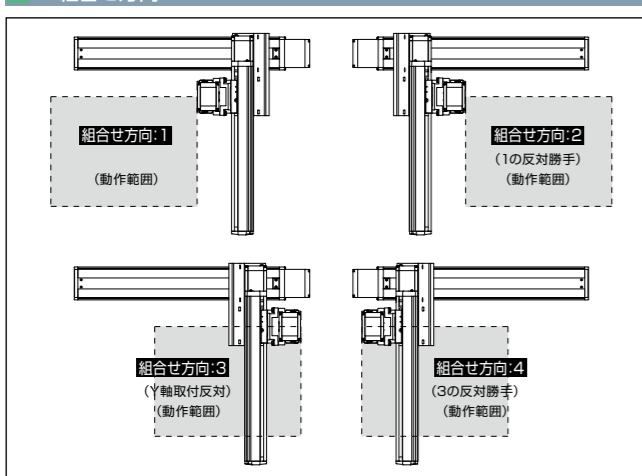 組合せ方向:1
(動作範囲)
組合せ方向:2
(1の反対勝手)
(動作範囲)
組合せ方向:3
(Y軸取付反対)
(動作範囲)
組合せ方向:4
(3の反対勝手)
(動作範囲)